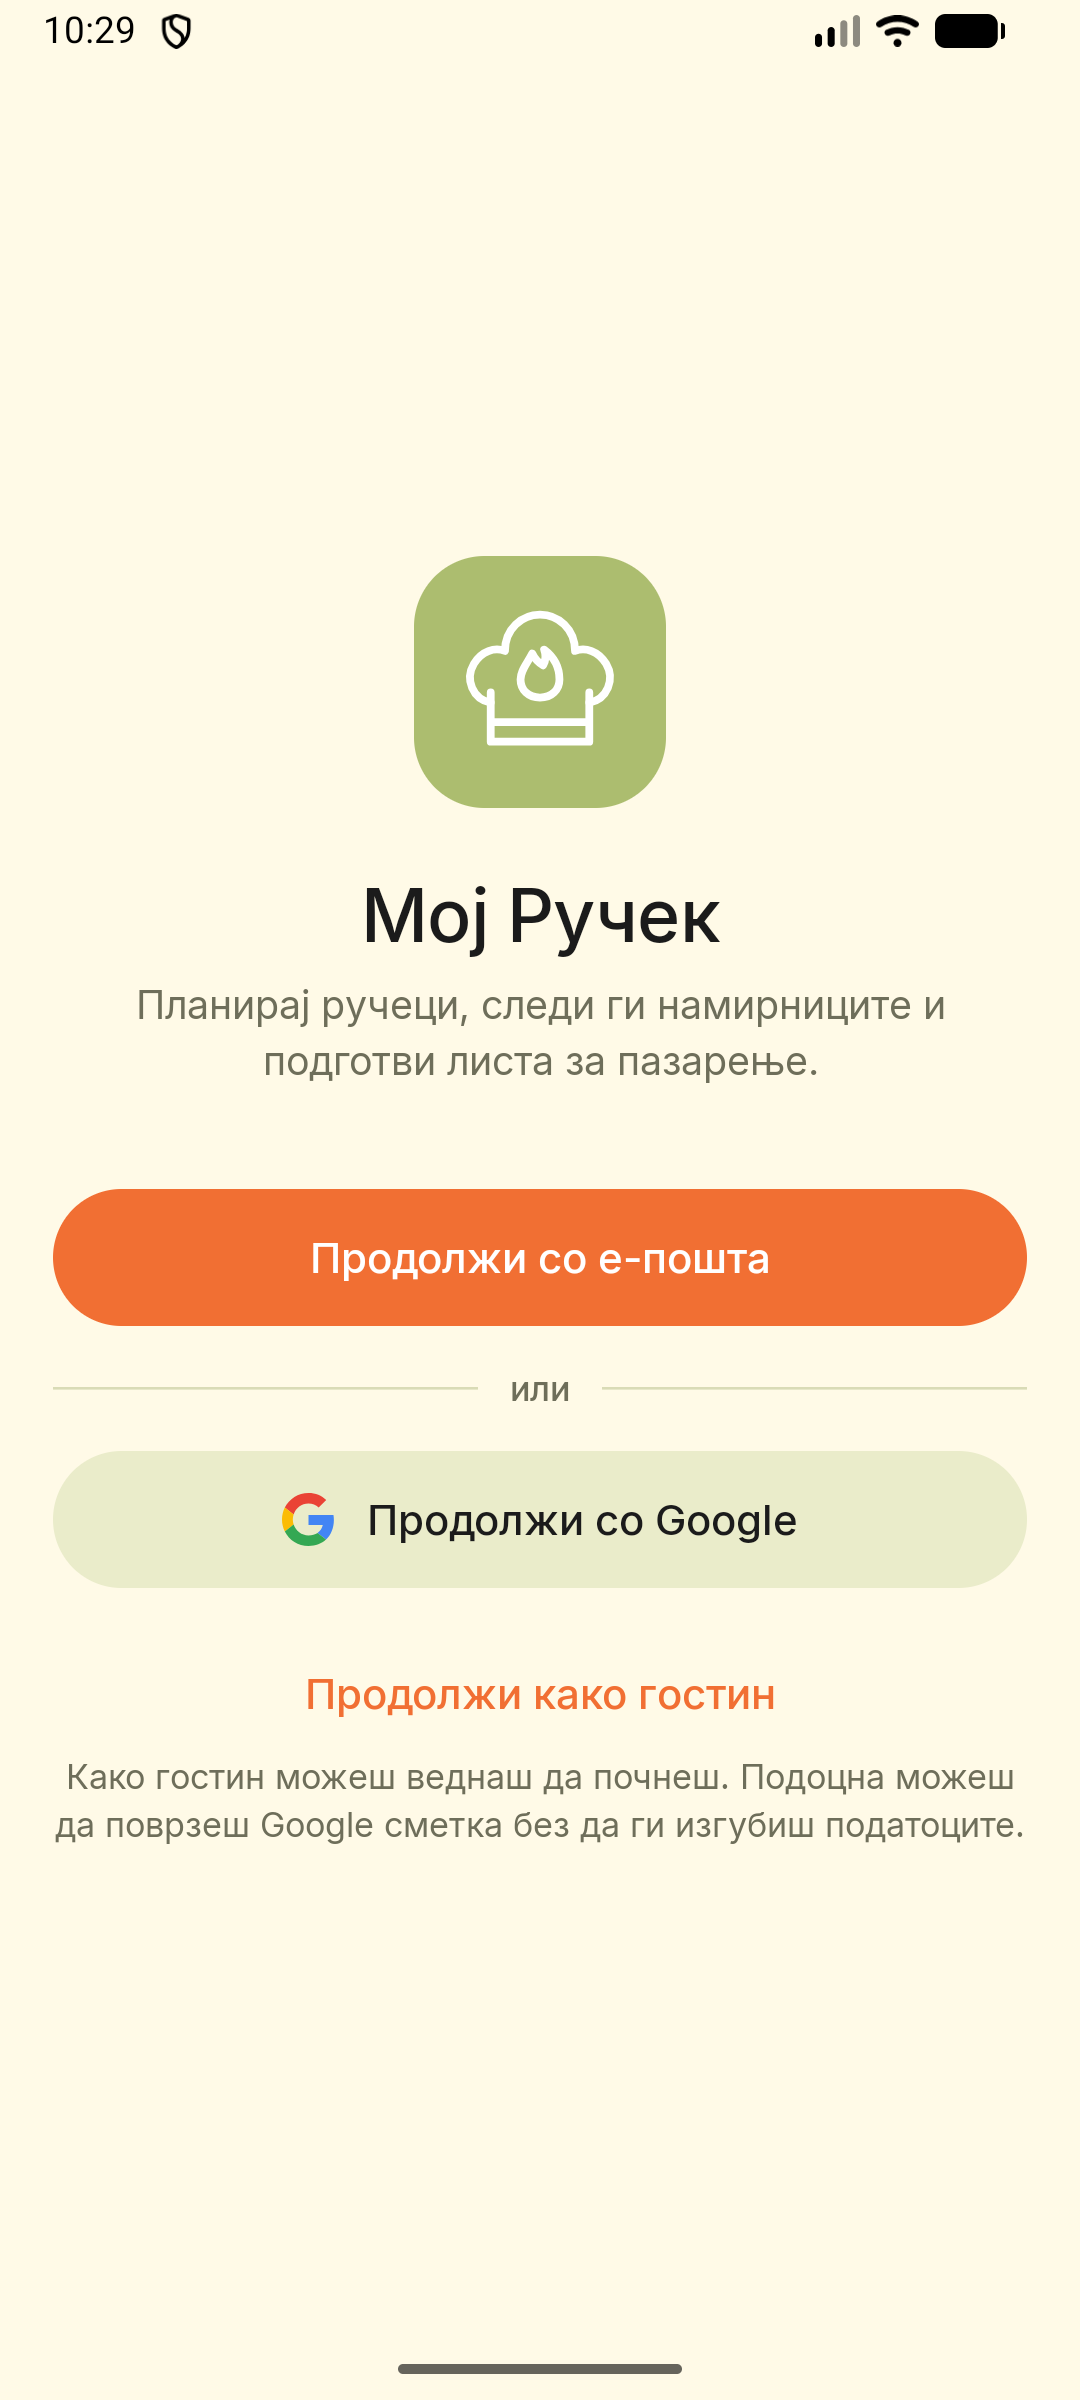 10:29
Мој Ручек
Планирај ручеци, следи ги намирниците и
подготви листа за пазарење.
Продолжи со е-пошта
или
Продолжи со Google
Продолжи како гостин
Како гостин можеш веднаш да почнеш. Подоцна можеш
да поврзеш Google сметка без да ги изгубиш податоците.